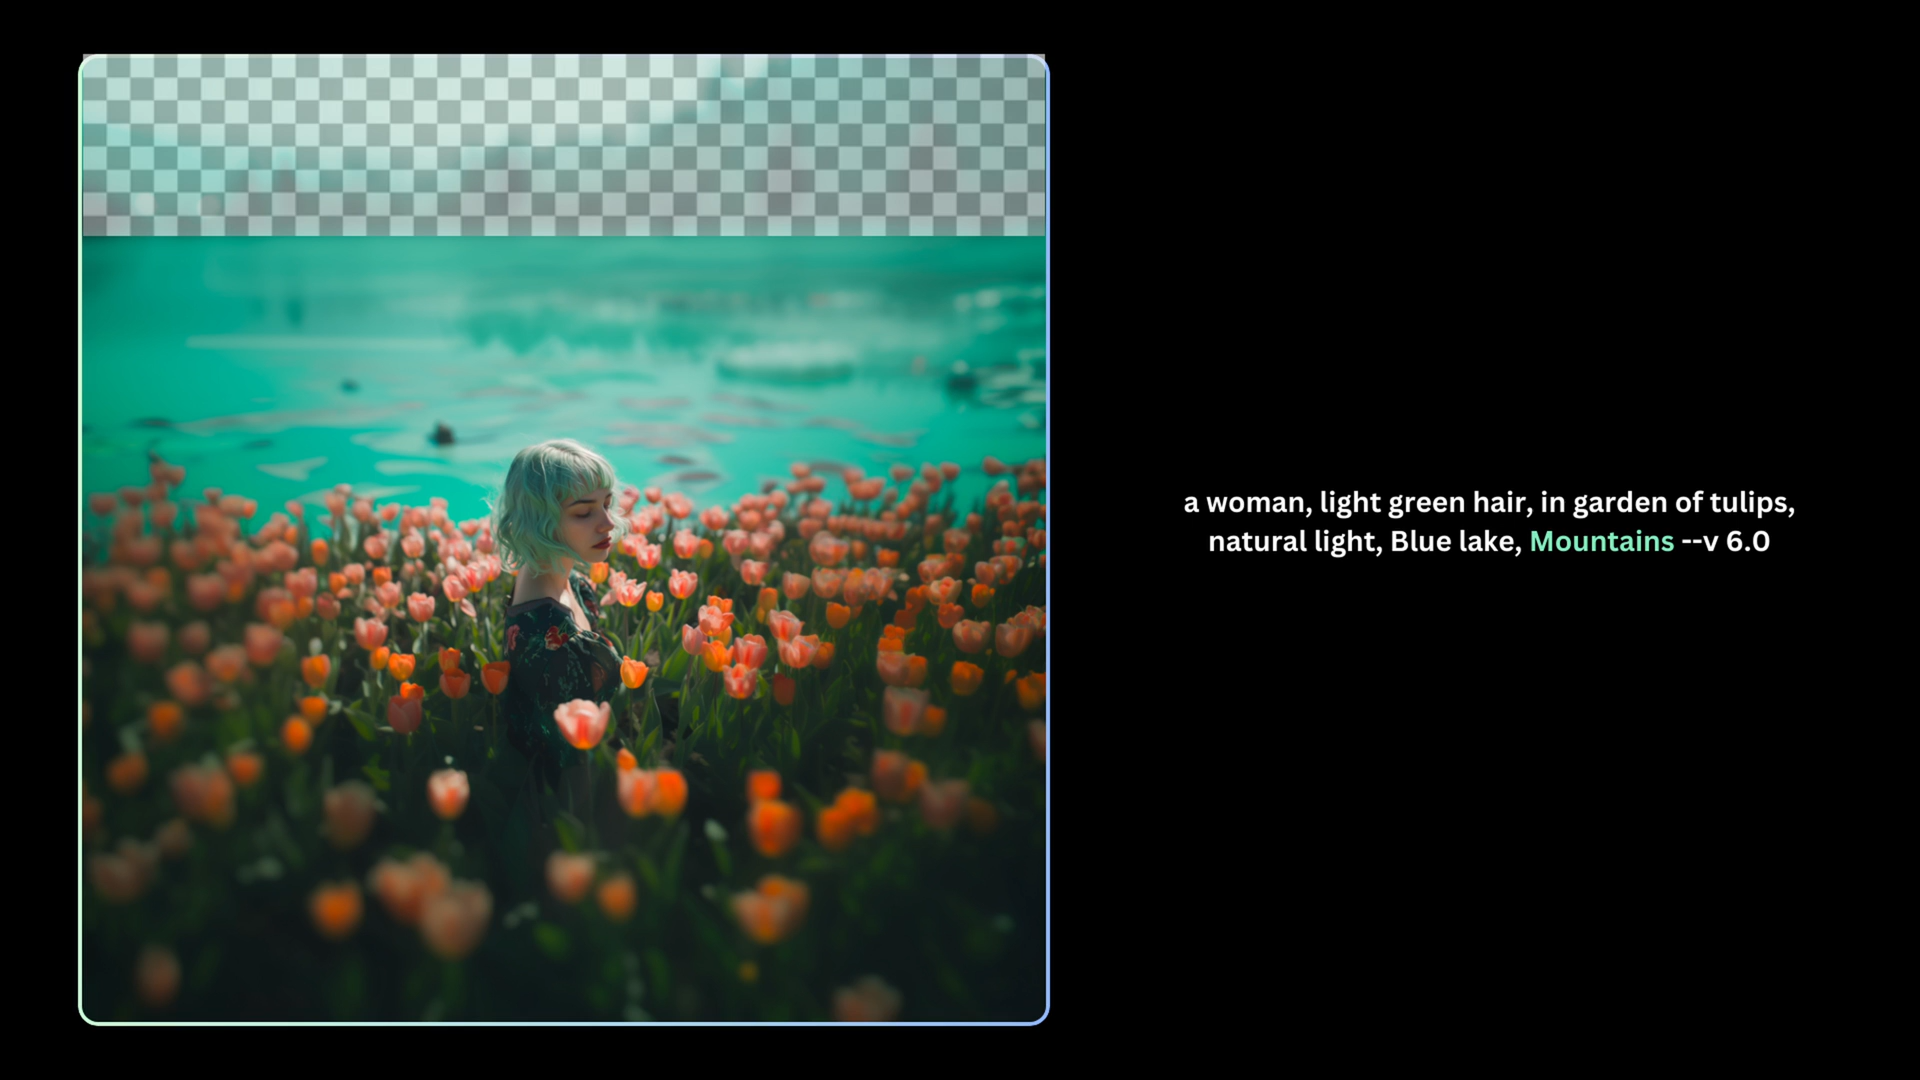 a woman, light green hair, in garden of tulips,
natural light, Blue lake, Mountains --v 6.0